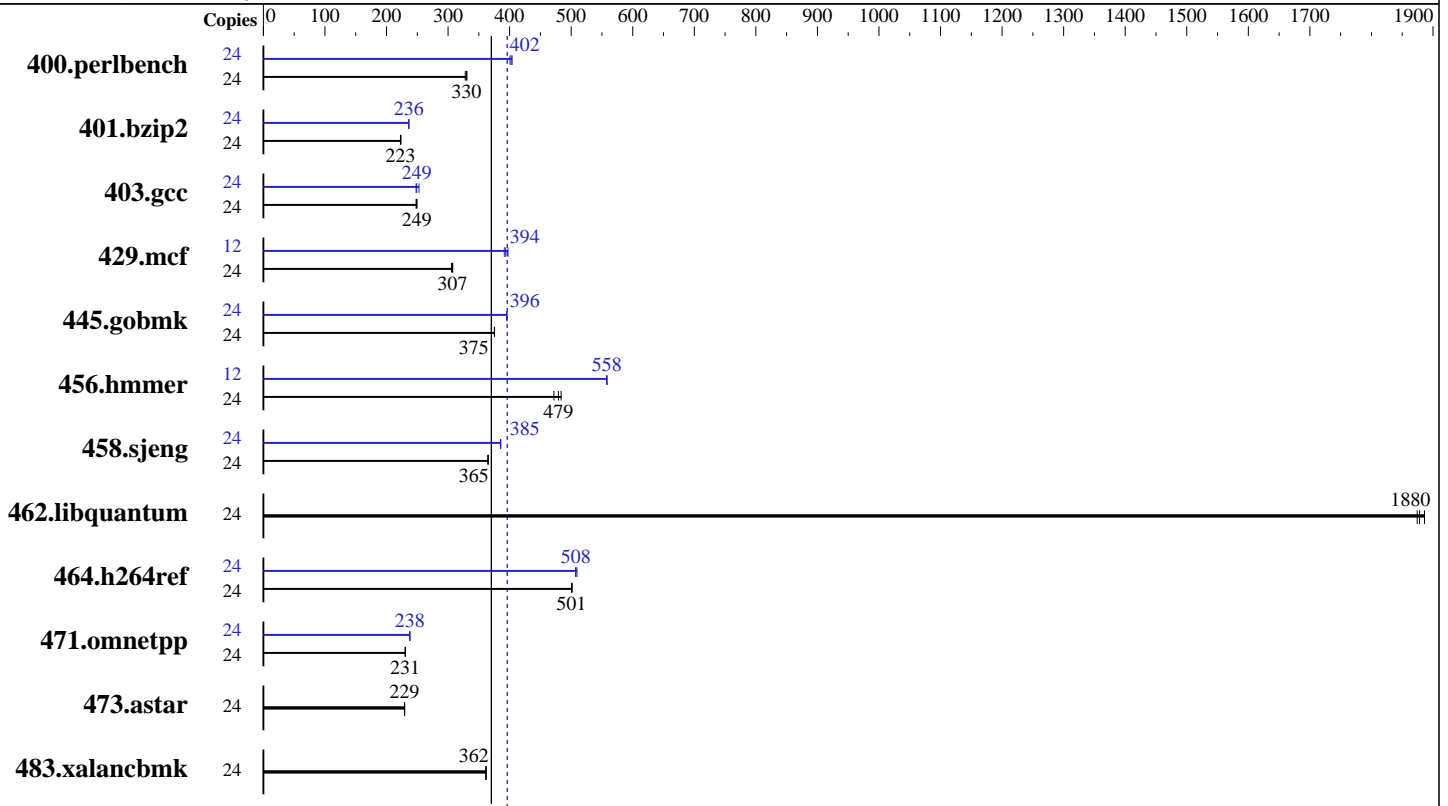 Copies 0 100 200 300 400 500 600 700 800 900 1000 1100 1200 1300 1400 1500 1600 1700 1900
400.perlbench 24 402
24 330
401.bzip2 24 236
24 223
403.gcc 24 249
24 249
429.mcf 12 394
24 307
445.gobmk 24 396
24 375
456.hmmer 12 558
24 479
458.sjeng 24 385
24 365
462.libquantum 24 1880
464.h264ref 24 508
24 501
471.omnetpp 24 238
24 231
473.astar 24 229
483.xalancbmk 24 362